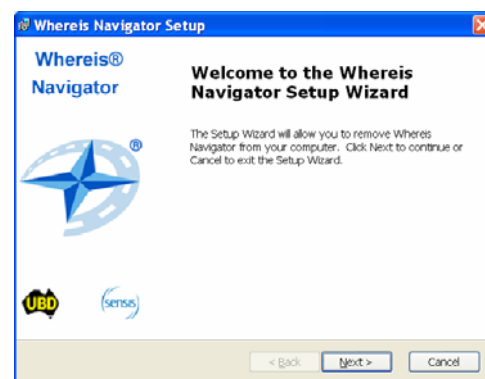 Whereis Navigator Setup
Whereis®
Navigator
®
UBD
sensis
Welcome to the Whereis
Navigator Setup Wizard
The Setup Wizard will allow you to remove Whereis
Navigator from your computer. Click Next to continue or
Cancel to exit the Setup Wizard.
< Back
Next >
Cancel